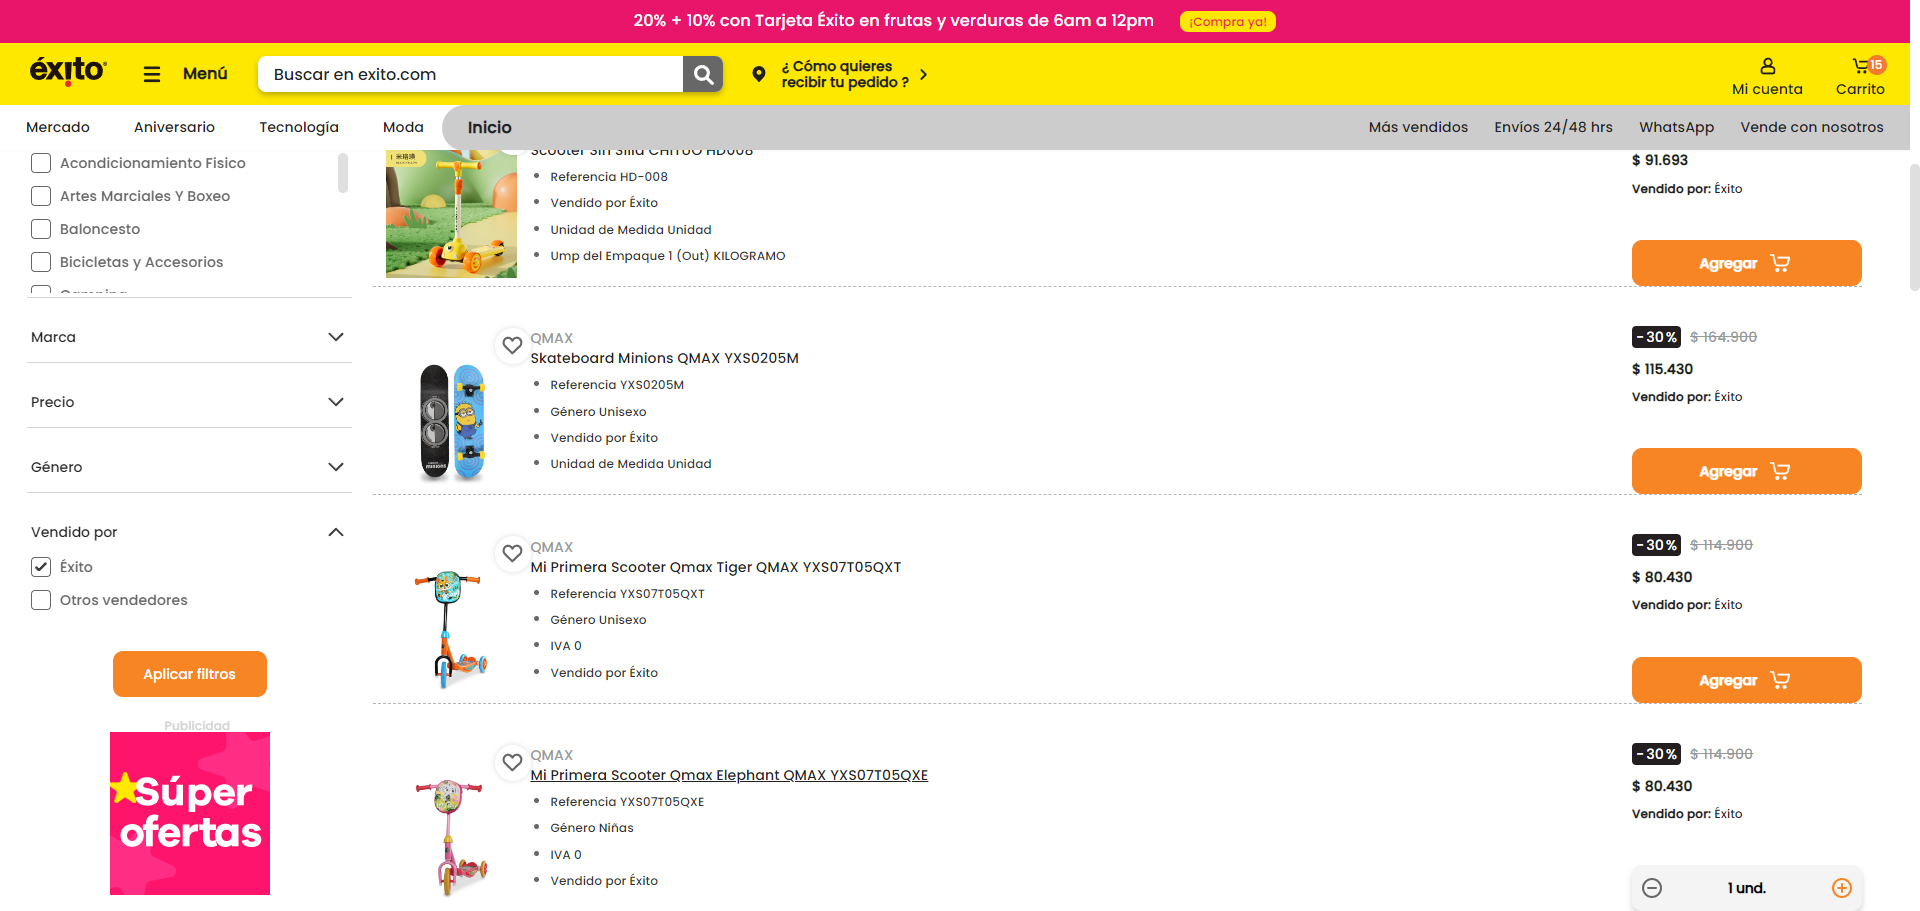 20% + 10% con Tarjeta Éxito en frutas y verduras de 6am a 12pm
¡Compra ya!
éxito
Menú
Buscar en exito.com
¿ Cómo quieres
recibir tu pedido ?
Mi cuenta
15
Carrito
Mercado
Aniversario
Tecnología
Moda
Inicio
Más vendidos
Envíos 24/48 hrs
WhatsApp
Vende con nosotros
Acondicionamiento Fisico
Artes Marciales Y Boxeo
Baloncesto
Bicicletas y Accesorios
Camping
Marca
Precio
Género
Vendido por
Éxito
Otros vendedores
Aplicar filtros
Publicidad
Súper
ofertas
Scooter Sin Silla CHITUO HD008
Referencia HD-008
Vendido por Éxito
Unidad de Medida Unidad
Ump del Empaque 1 (Out) KILOGRAMO
$ 91.693
Vendido por: Éxito
Agregar
QMAX
Skateboard Minions QMAX YXS0205M
Referencia YXS0205M
Género Unisexo
Vendido por Éxito
Unidad de Medida Unidad
-30% $ 164.900
$ 115.430
Vendido por: Éxito
Agregar
QMAX
Mi Primera Scooter Qmax Tiger QMAX YXS07T05QXT
Referencia YXS07T05QXT
Género Unisexo
IVA 0
Vendido por Éxito
-30% $ 114.900
$ 80.430
Vendido por: Éxito
Agregar
QMAX
Mi Primera Scooter Qmax Elephant QMAX YXS07T05QXE
Referencia YXS07T05QXE
Género Niñas
IVA 0
Vendido por Éxito
-30% $ 114.900
$ 80.430
Vendido por: Éxito
1 und.